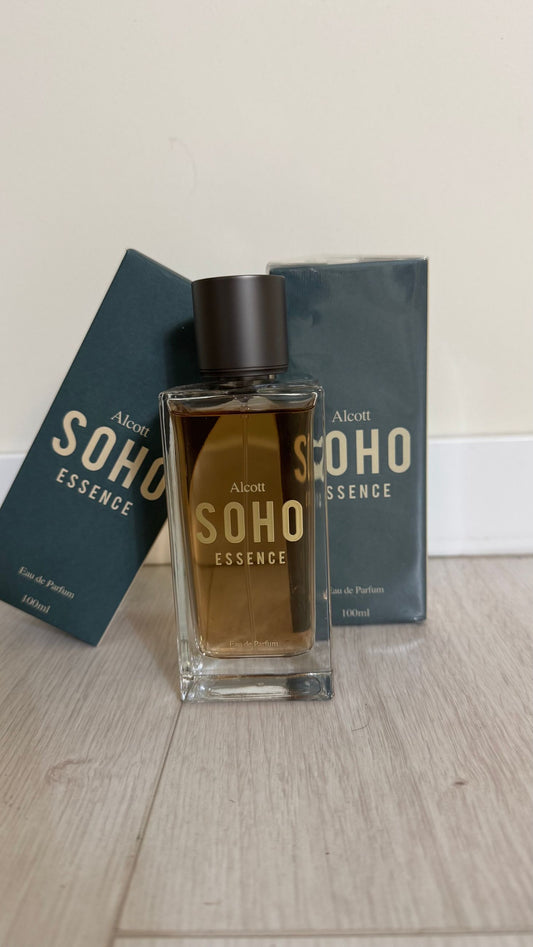 Alcott
SOHO
ESSENCE
Eau de Parfum
100ml
Alcott
SOHO
ESSENCE
Eau de Parfum
Alcott
SOHO
ESSENCE
Eau de Parfum
100ml